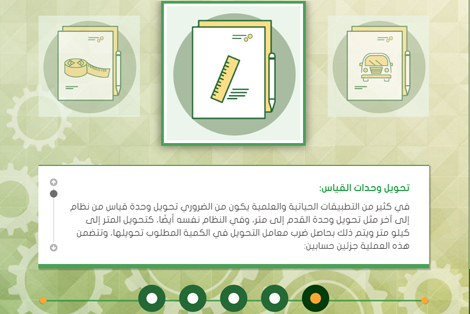 تحويل وحدات القياس:
في كثير من التطبيقات الحياتية والعلمية يكون من الضروري تحويل وحدة قياس من نظام
إلى آخر مثل تحويل وحدة القدم إلى متر، وفي النظام نفسه أيضًا، كتحويل المتر إلى
كيلو متر ويتم ذلك بحاصل ضرب معامل التحويل في الكمية المطلوب تحويلها، وتتضمن
هذه العملية جزئين حسابين: